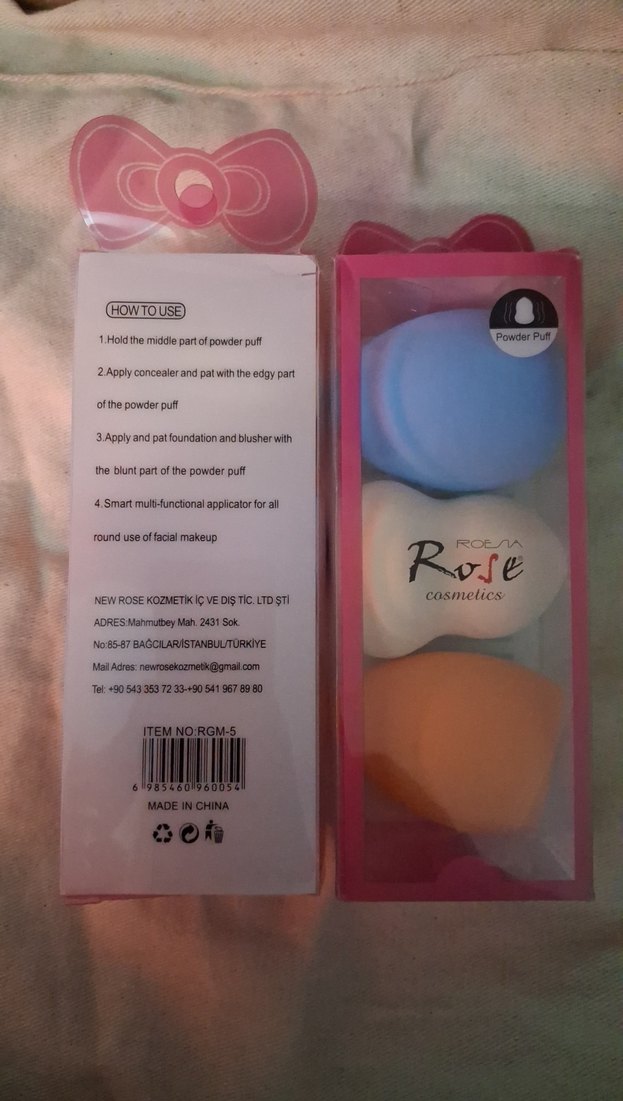 HOW TO USE
1.Hold the middle part of powder puff
2.Apply concealer and pat with the edgy part
of the powder puff
3.Apply and pat foundation and blusher with
the blunt part of the powder puff
4.Smart multi-functional applicator for all
round use of facial makeup
NEW ROSE KOZMETİK İÇ VE DIŞ TİC. LTD ŞTİ
ADRES:Mahmutbey Mah. 2431 Sok.
No:85-87 BAĞCILAR/İSTANBUL/TÜRKİYE
Mail Adres: newrosekozmetik@gmail.com
Tel: +90 543 353 72 33-+90 541 967 89 80
ITEM NO:RGM-5
6 985460 960054
MADE IN CHINA
Powder Puff
ROENA
Rose®
cosmetics